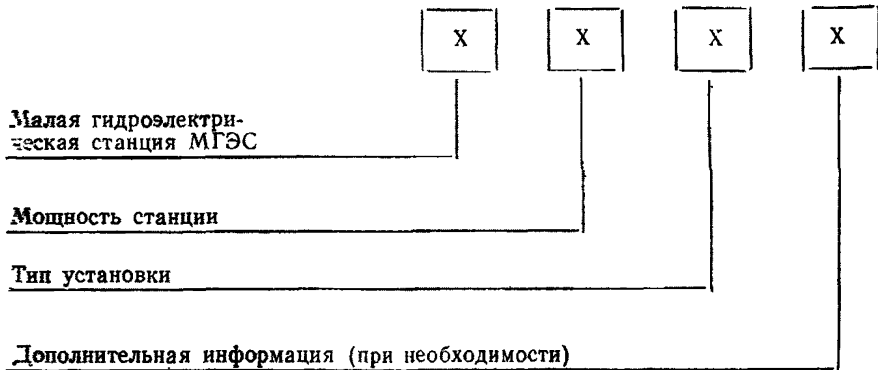 X X X X
Малая гидроэлектри-
ческая станция МГЭС
Мощность станции
Тип установки
Дополнительная информация (при необходимости)